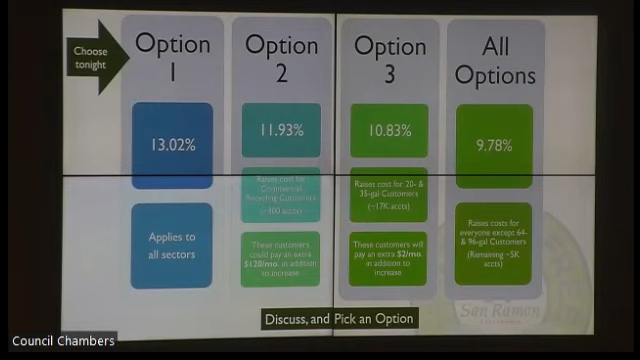 Choose
tonight
Option
1
Option
2
Option
3
All
Options
13.02%
11.93%
10.83%
9.78%
Applies to
all sectors
Raises cost for
Commercial
Recycling Customers
(~400 accts)
These customers
could pay an extra
$120/mo. in addition
to increase
Raises cost for 20- &
35-gal Customers
(~17K accts)
These customers will
pay an extra $2/mo.
in addition to
increase
Raises costs for
everyone except 64-
& 96-gal Customers
(Remaining ~5K
accts)
San Ramon
Discuss, and Pick an Option
Council Chambers